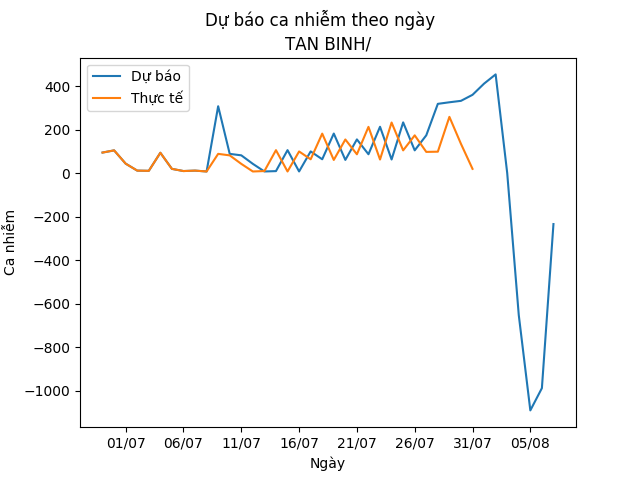 Dự báo ca nhiễm theo ngày
TAN BINH/
Dự báo
Thực tế
Ca nhiễm
400
200
0
−200
−400
−600
−800
−1000
01/07 06/07 11/07 16/07 21/07 26/07 31/07 05/08
Ngày